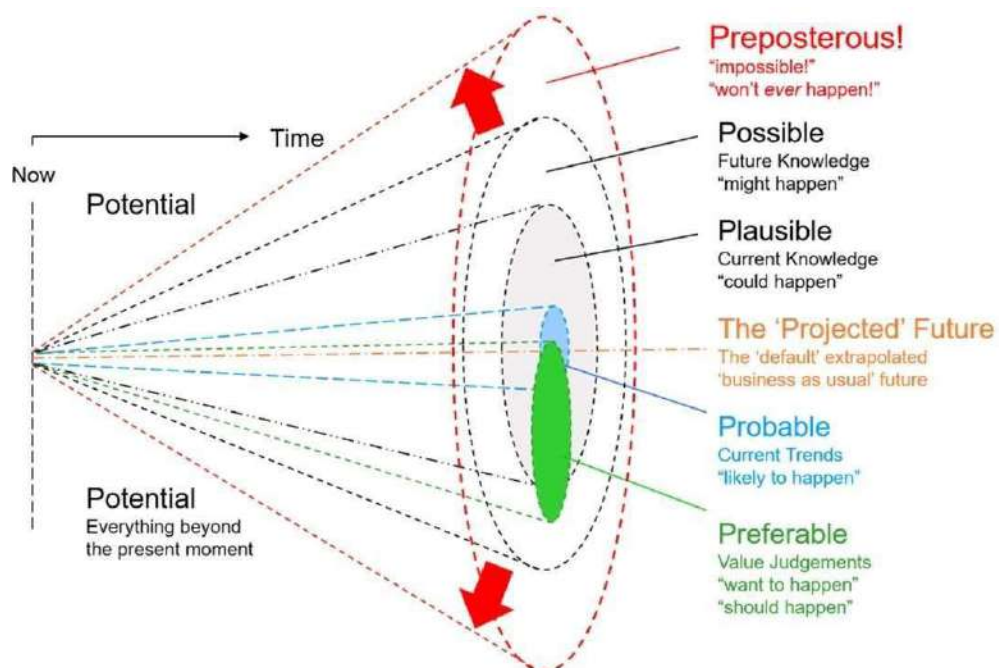 Preposterous!
“impossible!”
“won’t ever happen!”
Time
Now
Potential
Possible
Future Knowledge
“might happen”
Plausible
Current Knowledge
“could happen”
The ‘Projected’ Future
The ‘default’ extrapolated
‘business as usual’ future
Probable
Current Trends
“likely to happen”
Potential
Everything beyond
the present moment
Preferable
Value Judgements
“want to happen”
“should happen”